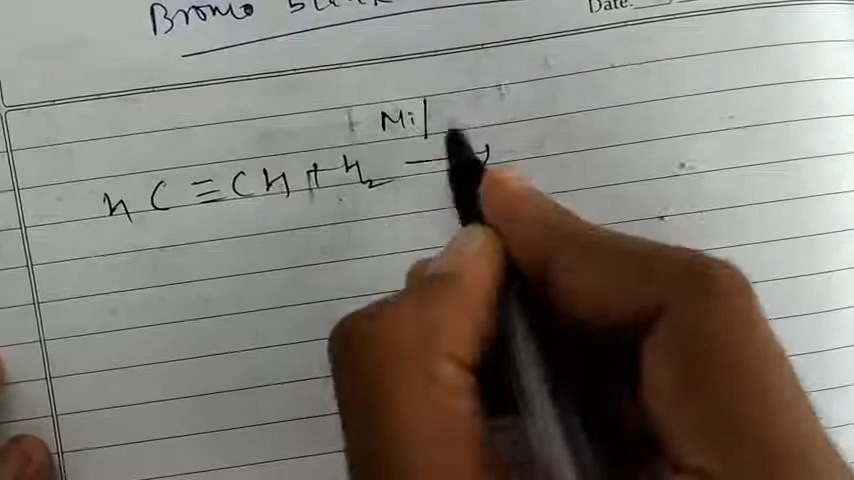 Bromo
Date.
Ni/
HC≡CH + H₂ →